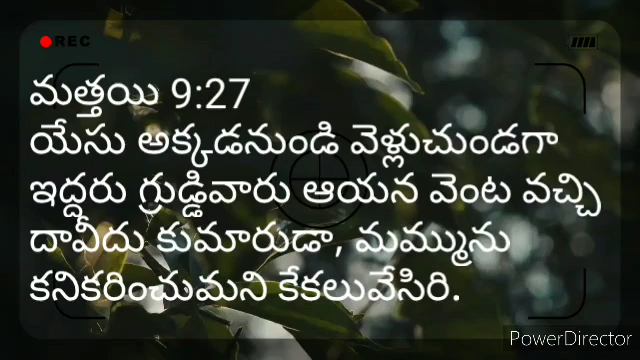 REC
మత్తయి 9:27
యేసు అక్కడనుండి వెళ్లుచుండగా
ఇద్దరు గ్రుడ్డివారు ఆయన వెంట వచ్చి
దావీదు కుమారుడా, మమ్మును
కనికరించుమని కేకలువేసిరి.
PowerDirector